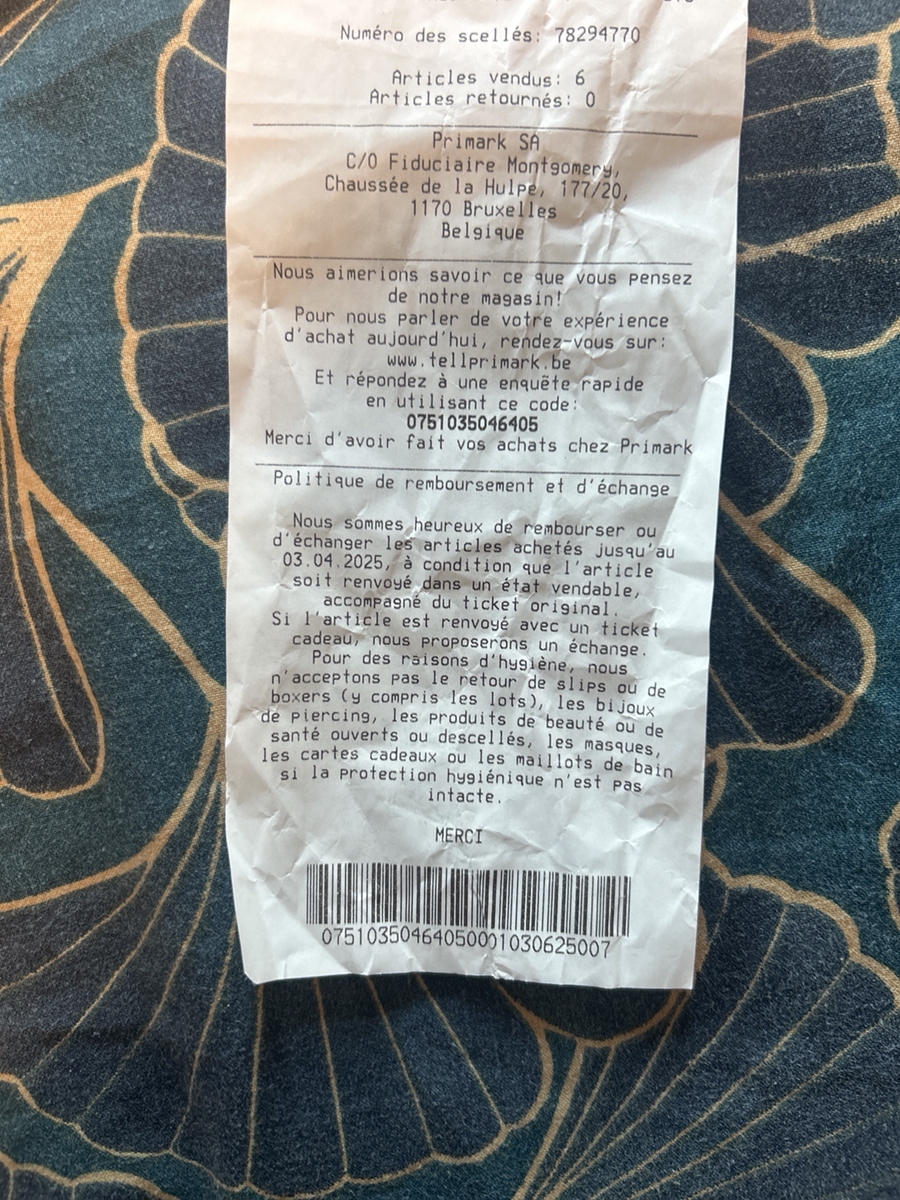 Numéro des scellés: 78294770
Articles vendus: 6
Articles retournés: 0
Primark SA
C/O Fiduciaire Montgomery,
Chaussée de la Hulpe, 177/20,
1170 Bruxelles
Belgique
Nous aimerions savoir ce que vous pensez
de notre magasin!
Pour nous parler de votre expérience
d'achat aujourd'hui, rendez-vous sur:
www.tellprimark.be
Et répondez à une enquête rapide
en utilisant ce code:
0751035046405
Merci d'avoir fait vos achats chez Primark
Politique de remboursement et d'échange
Nous sommes heureux de rembourser ou
d'échanger les articles achetés jusqu'au
03.04.2025, à condition que l'article
soit renvoyé dans un état vendable,
accompagné du ticket original.
Si l'article est renvoyé avec un ticket
cadeau, nous proposerons un échange.
Pour des raisons d'hygiène, nous
n'acceptons pas le retour de slips ou de
boxers (y compris les lots), les bijoux
de piercing, les produits de beauté ou de
santé ouverts ou descellés, les masques,
les cartes cadeaux ou les maillots de bain
si la protection hygiénique n'est pas
intacte.
MERCI
07510350464050001030625007